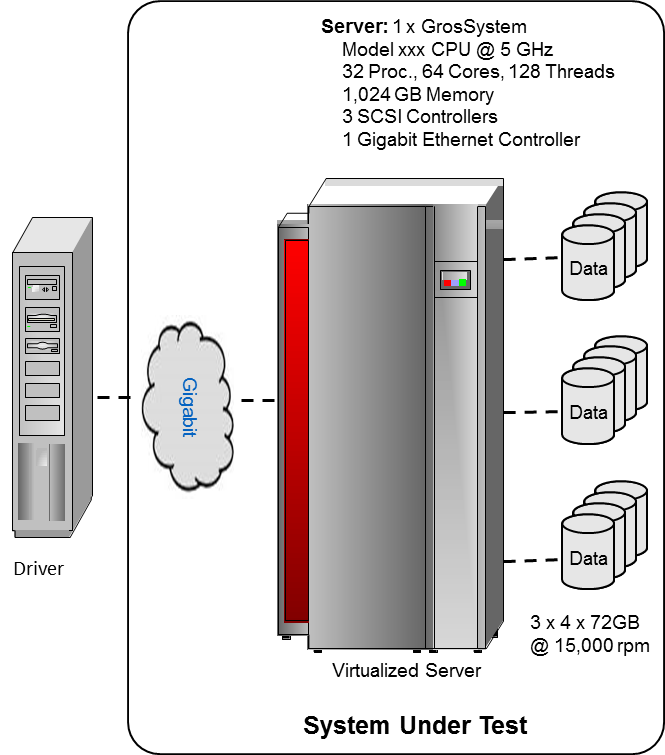 Server: 1 x GrosSystem
Model xxx CPU @ 5 GHz
32 Proc., 64 Cores, 128 Threads
1,024 GB Memory
3 SCSI Controllers
1 Gigabit Ethernet Controller
Data
Gigabit
Data
Data
Driver
3 x 4 x 72GB
@ 15,000 rpm
Virtualized Server
System Under Test